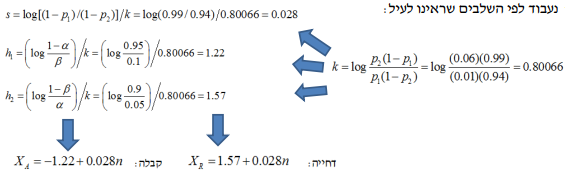 נעבוד לפי השלבים שראינו לעיל:
s = log[(1 − p₁)/(1 − p₂)]/k = log(0.99/0.94)/0.80066 = 0.028
h₁ = (log (1−α)/β)/k = (log 0.95/0.1)/0.80066 = 1.22
k = log p₂(1−p₁)/p₁(1−p₂) = log (0.06)(0.99)/(0.01)(0.94) = 0.80066
h₂ = (log (1−β)/α)/k = (log 0.9/0.05)/0.80066 = 1.57
X_A = −1.22 + 0.028n קבלה: X_R = 1.57 + 0.028n דחייה: